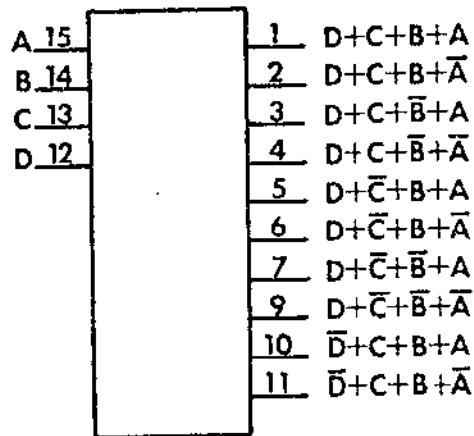 A 15 1 D+C+B+A
B 14 2 D+C+B+A̅
C 13 3 D+C+B̅+A
D 12 4 D+C+B̅+A̅
5 D+C̅+B+A
6 D+C̅+B+A̅
7 D+C̅+B̅+A
9 D+C̅+B̅+A̅
10 D̅+C+B+A
11 D̅+C+B+A̅